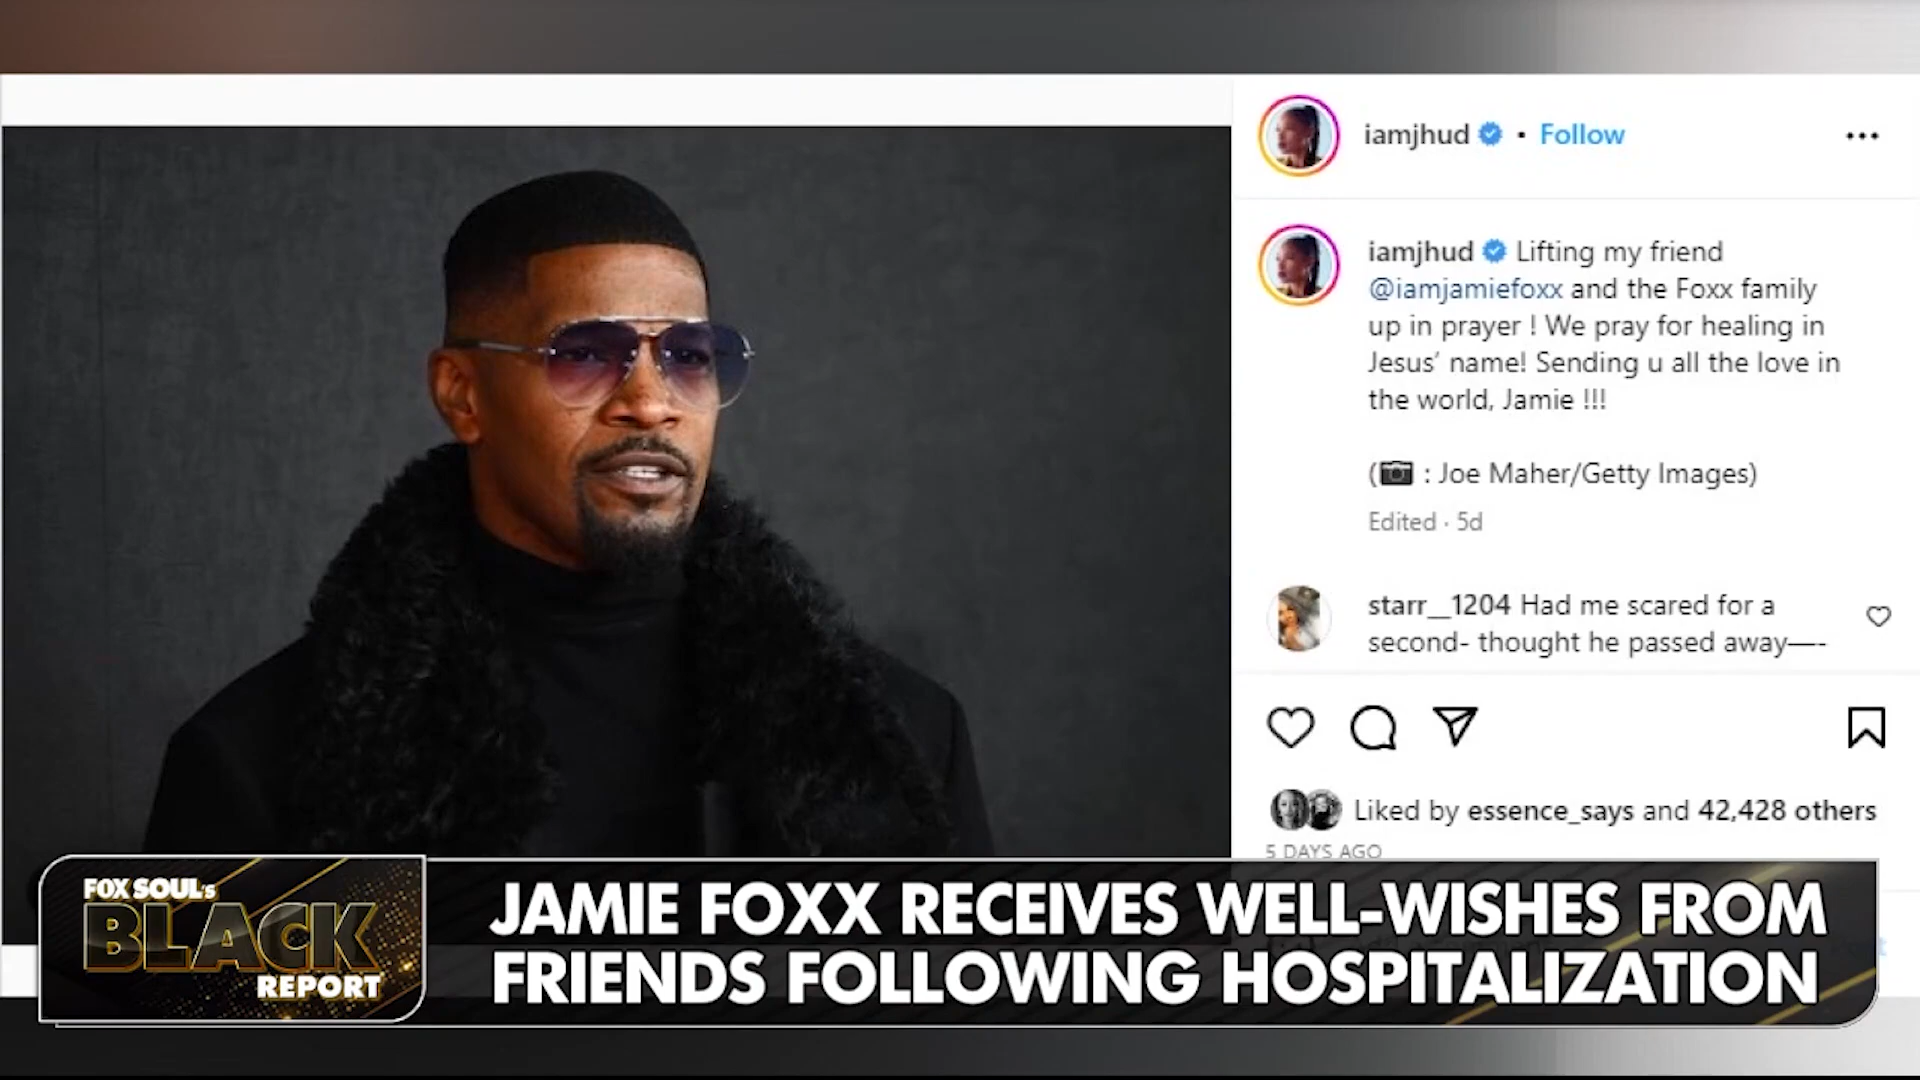 iamjhud • Follow
iamjhud Lifting my friend
@iamjamiefoxx and the Foxx family
up in prayer ! We pray for healing in
Jesus’ name! Sending u all the love in
the world, Jamie !!!
(📷 : Joe Maher/Getty Images)
Edited · 5d
starr__1204 Had me scared for a
second- thought he passed away—-
Liked by essence_says and 42,428 others
5 DAYS AGO
FOX SOUL's
BLACK
REPORT
JAMIE FOXX RECEIVES WELL-WISHES FROM
FRIENDS FOLLOWING HOSPITALIZATION